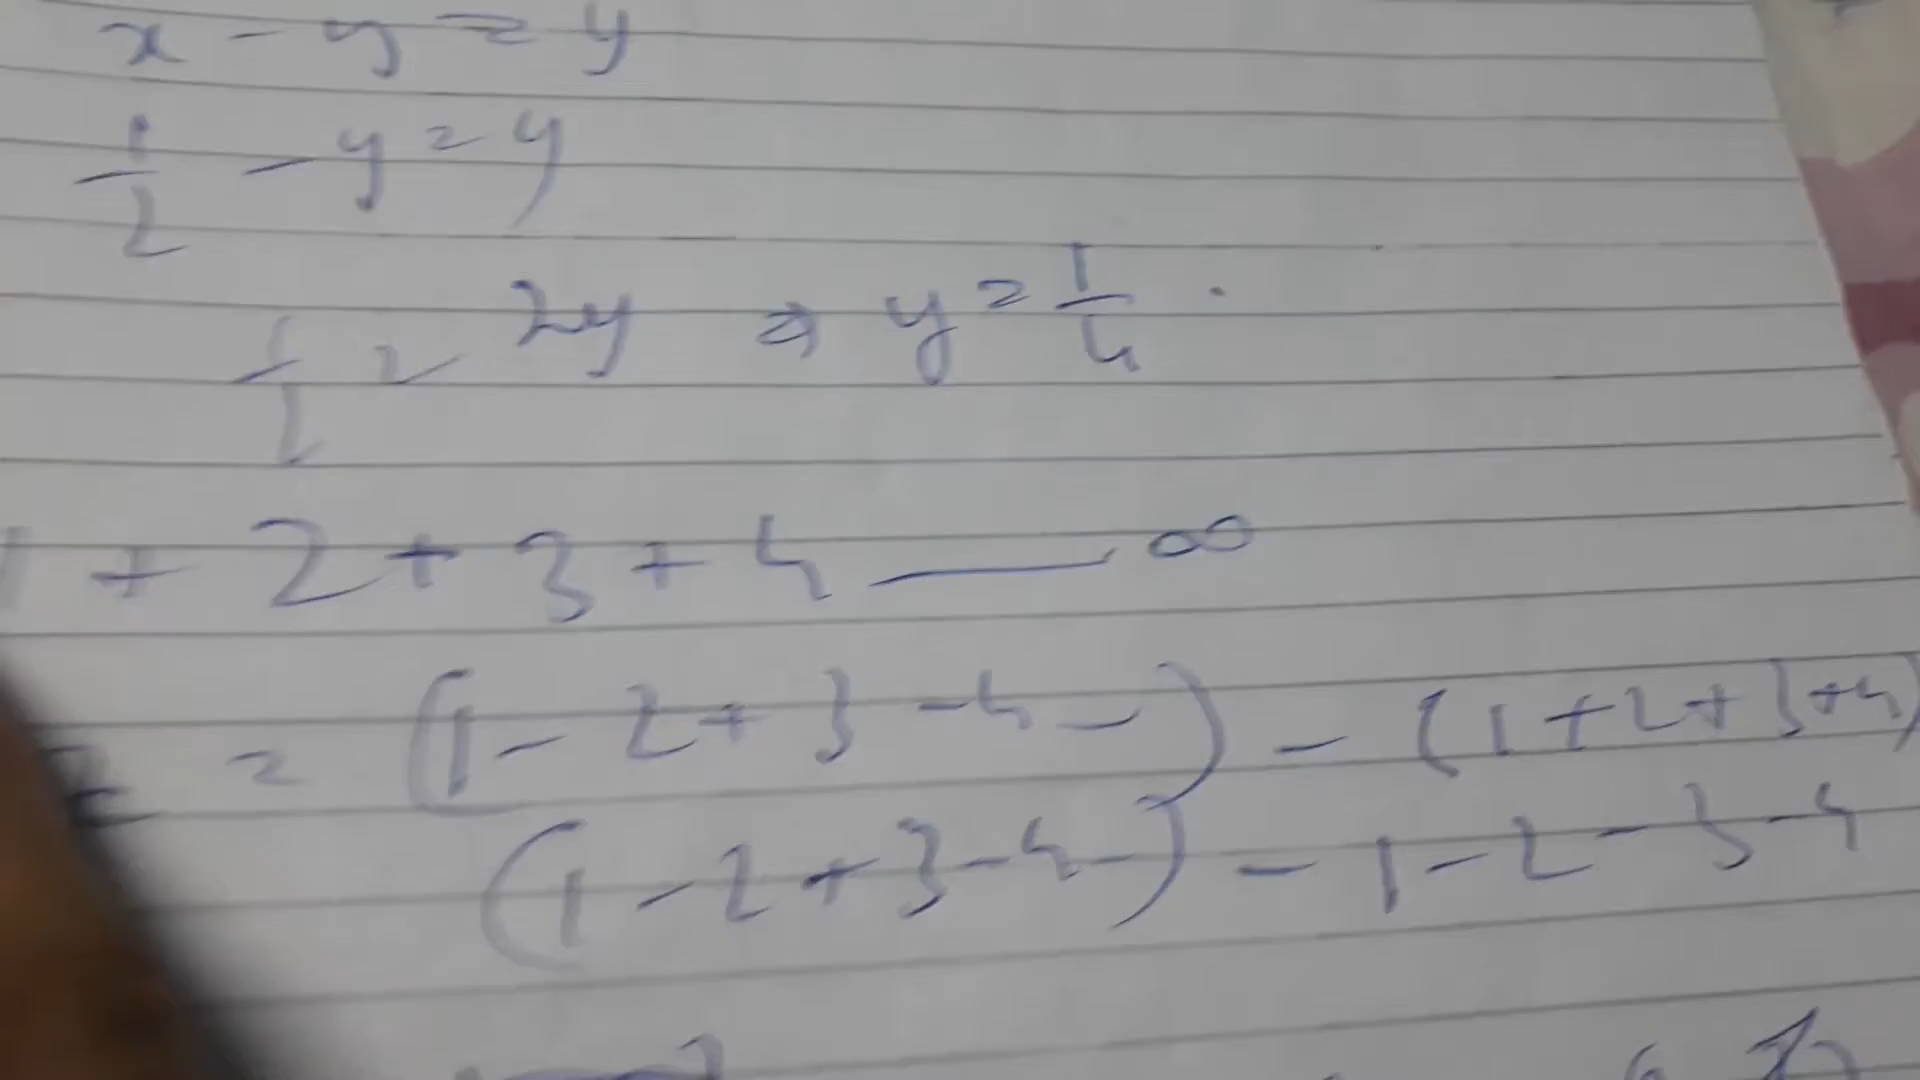 x - y = y
1/2 - y = y
1/2 = 2y ⇒ y = 1/4 .
1 + 2 + 3 + 4 —— ∞
= (1 - 2 + 3 - 4 - ) - (1 + 2 + 3 + 4)
(1 - 2 + 3 - 4 - ) - 1 - 2 - 3 - 4